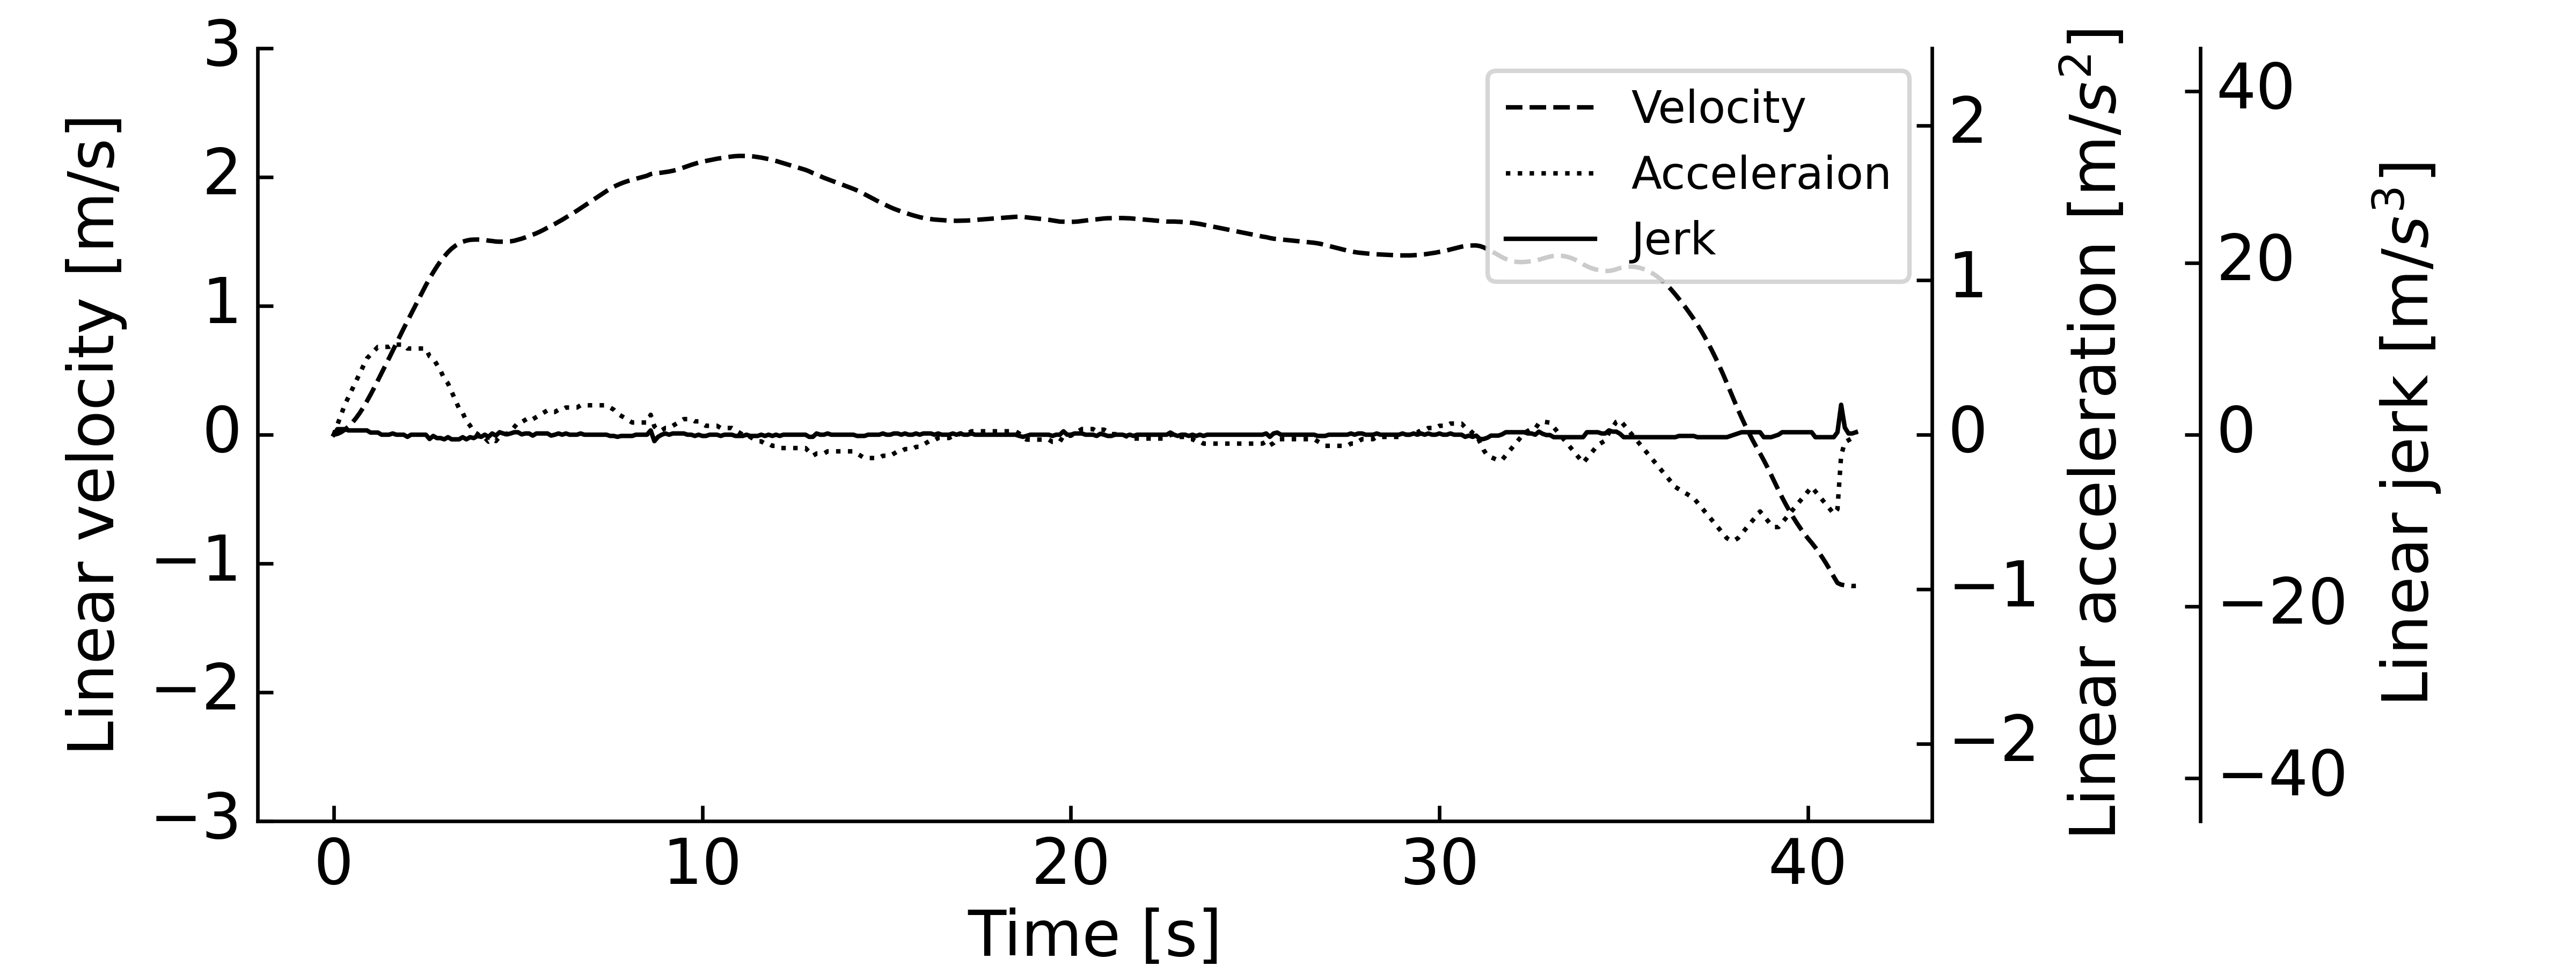 Linear velocity [m/s]
3
2
1
0
−1
−2
−3
0 10 20 30 40
Time [s]
Velocity
Acceleraion
Jerk
2
1
0
−1
−2
Linear acceleration [m/s²]
40
20
0
−20
−40
Linear jerk [m/s³]